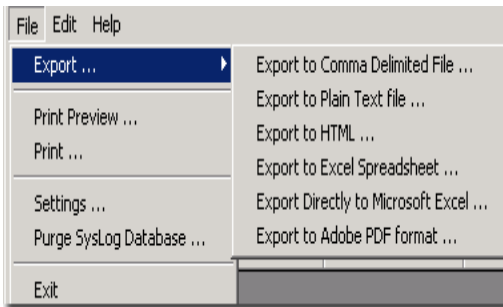 File Edit Help
Export ...
Print Preview ...
Print ...
Settings ...
Purge SysLog Database ...
Exit
Export to Comma Delimited File ...
Export to Plain Text file ...
Export to HTML ...
Export to Excel Spreadsheet ...
Export Directly to Microsoft Excel ...
Export to Adobe PDF format ...